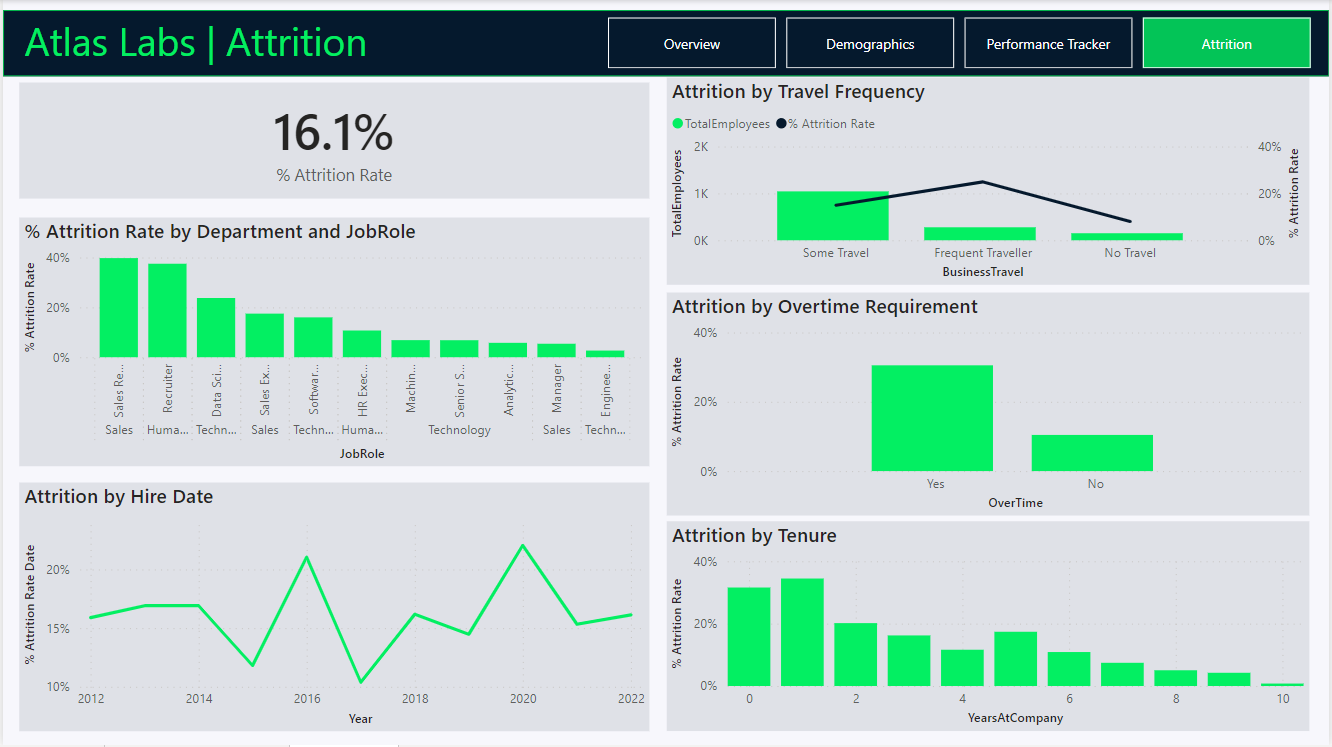 Atlas Labs | Attrition
Overview
Demographics
Performance Tracker
Attrition
16.1%
% Attrition Rate
% Attrition Rate by Department and JobRole
% Attrition Rate
40%
20%
0%
Sales Re...
Recruiter
Data Sci...
Sales Ex...
Softwar...
HR Exec...
Machin...
Senior S...
Analytic...
Manager
Enginee...
Sales
Huma...
Techn...
Sales
Techn...
Huma...
Technology
Sales
Techn...
JobRole
Attrition by Hire Date
% Attrition Rate Date
20%
15%
10%
2012
2014
2016
2018
2020
2022
Year
Attrition by Travel Frequency
TotalEmployees
% Attrition Rate
TotalEmployees
2K
1K
0K
40%
20%
0%
% Attrition Rate
Some Travel
Frequent Traveller
No Travel
BusinessTravel
Attrition by Overtime Requirement
% Attrition Rate
40%
20%
0%
Yes
No
OverTime
Attrition by Tenure
% Attrition Rate
40%
20%
0%
0
2
4
6
8
10
YearsAtCompany